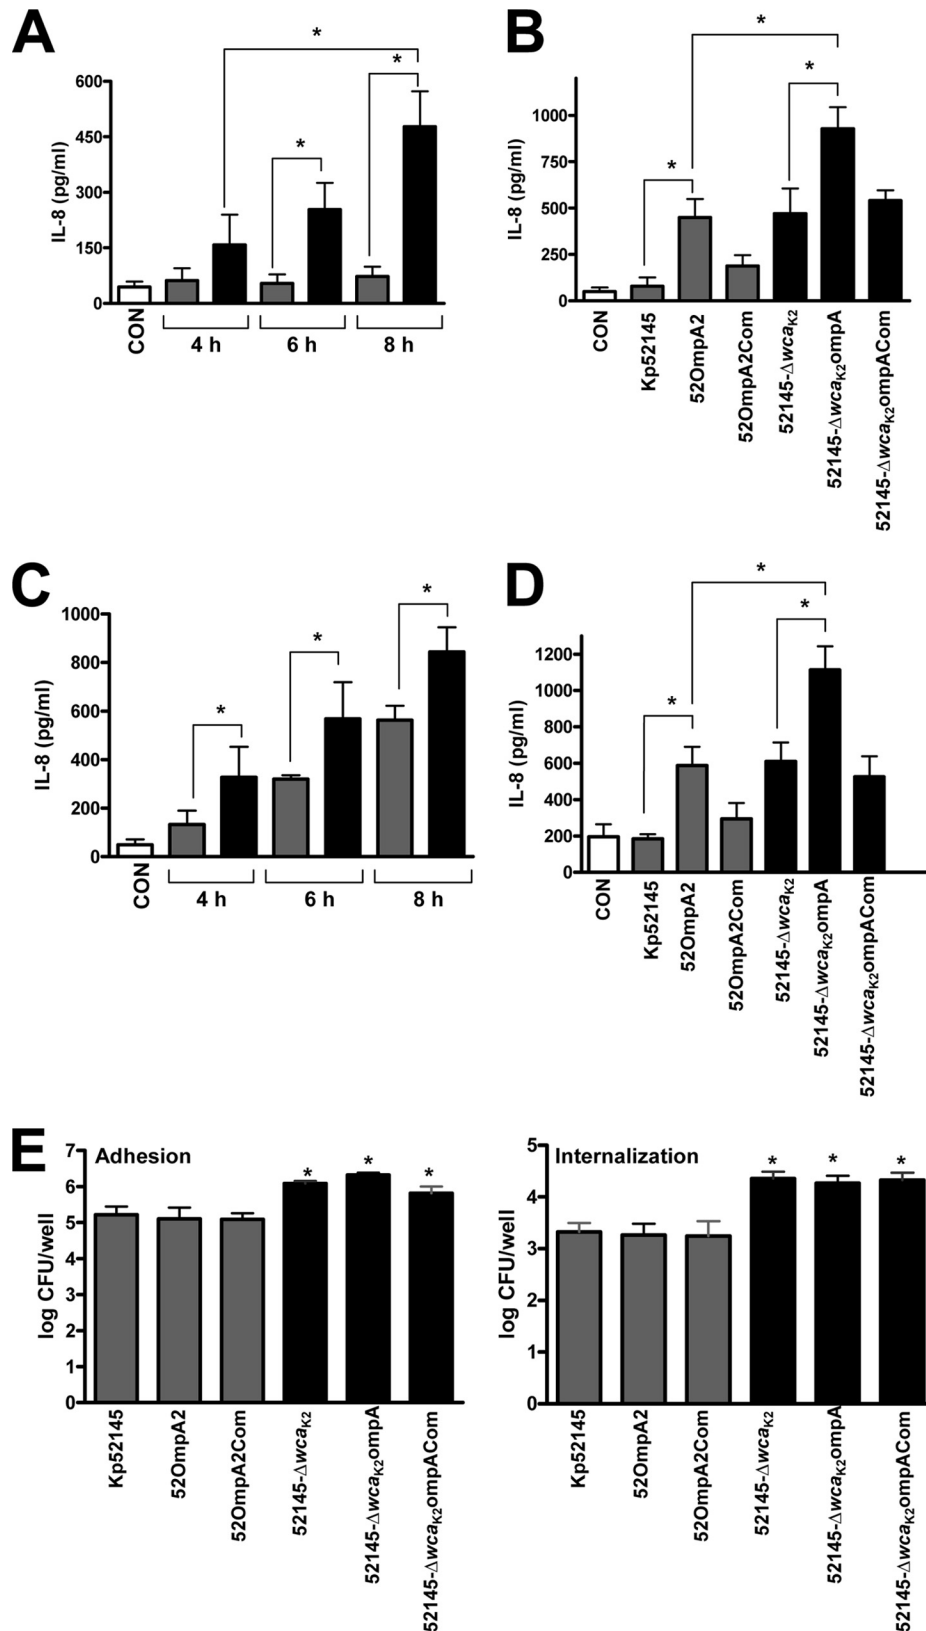 A
*
*
*
600
450
300
150
0
IL-8 (pg/ml)
CON
4 h
6 h
8 h
B
*
*
*
1000
750
500
250
0
IL-8 (pg/ml)
CON
Kp52145
52OmpA2
52OmpA2Com
52145-ΔwcaK2
52145-ΔwcaK2ompA
52145-ΔwcaK2ompACom
C
*
*
*
1000
800
600
400
200
0
IL-8 (pg/ml)
CON
4 h
6 h
8 h
D
*
*
*
1200
1000
800
600
400
200
0
IL-8 (pg/ml)
CON
Kp52145
52OmpA2
52OmpA2Com
52145-ΔwcaK2
52145-ΔwcaK2ompA
52145-ΔwcaK2ompACom
E
Adhesion
* * *
7
6
5
4
3
2
1
0
log CFU/well
Kp52145
52OmpA2
52OmpA2Com
52145-ΔwcaK2
52145-ΔwcaK2ompA
52145-ΔwcaK2ompACom
Internalization
* * *
5
4
3
2
1
0
log CFU/well
Kp52145
52OmpA2
52OmpA2Com
52145-ΔwcaK2
52145-ΔwcaK2ompA
52145-ΔwcaK2ompACom